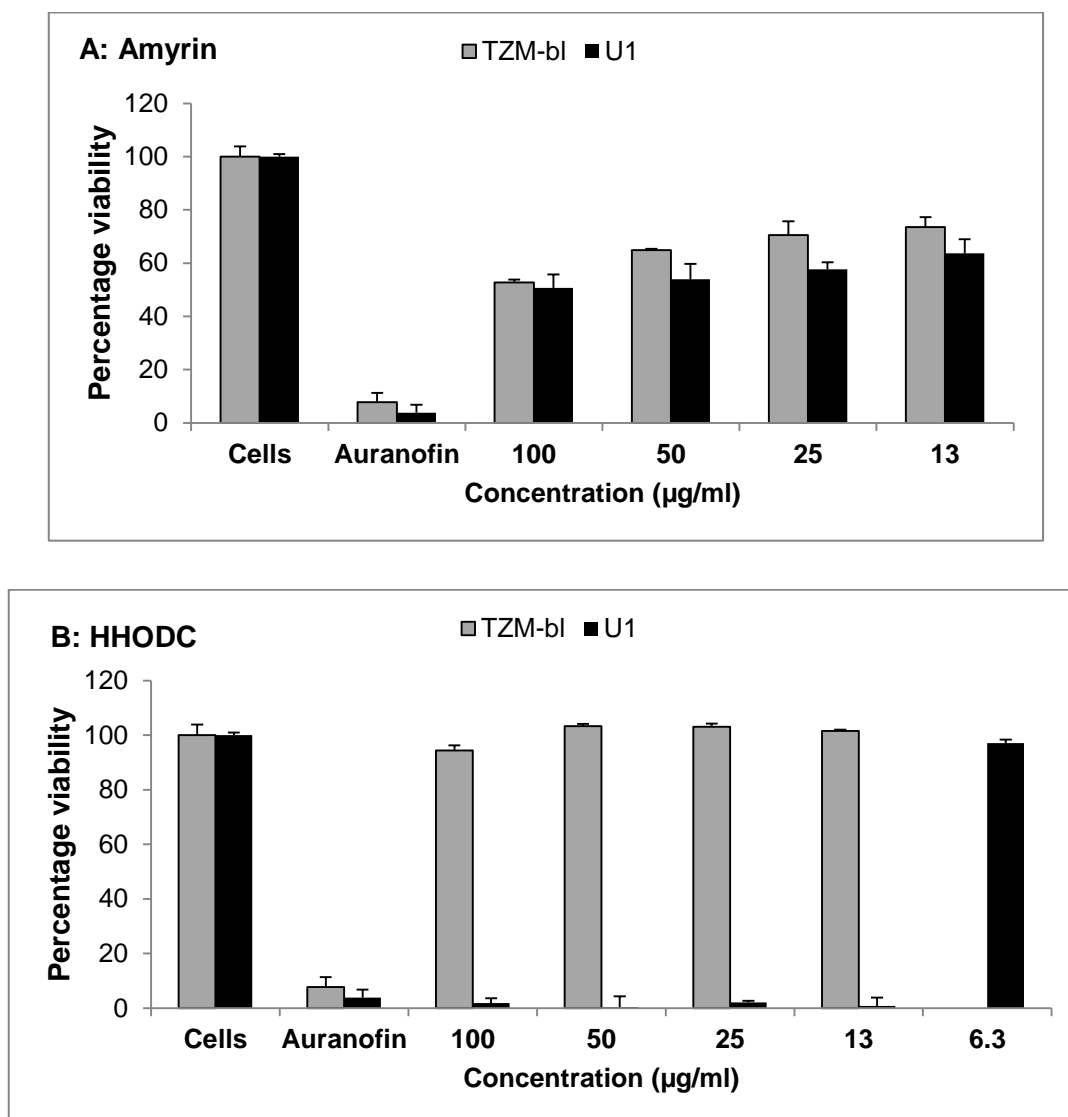 A: Amyrin
TZM-bl U1
Percentage viability
120
100
80
60
40
20
0
Cells Auranofin 100 50 25 13
Concentration (µg/ml)
B: HHODC
TZM-bl U1
Percentage viability
120
100
80
60
40
20
0
Cells Auranofin 100 50 25 13 6.3
Concentration (µg/ml)